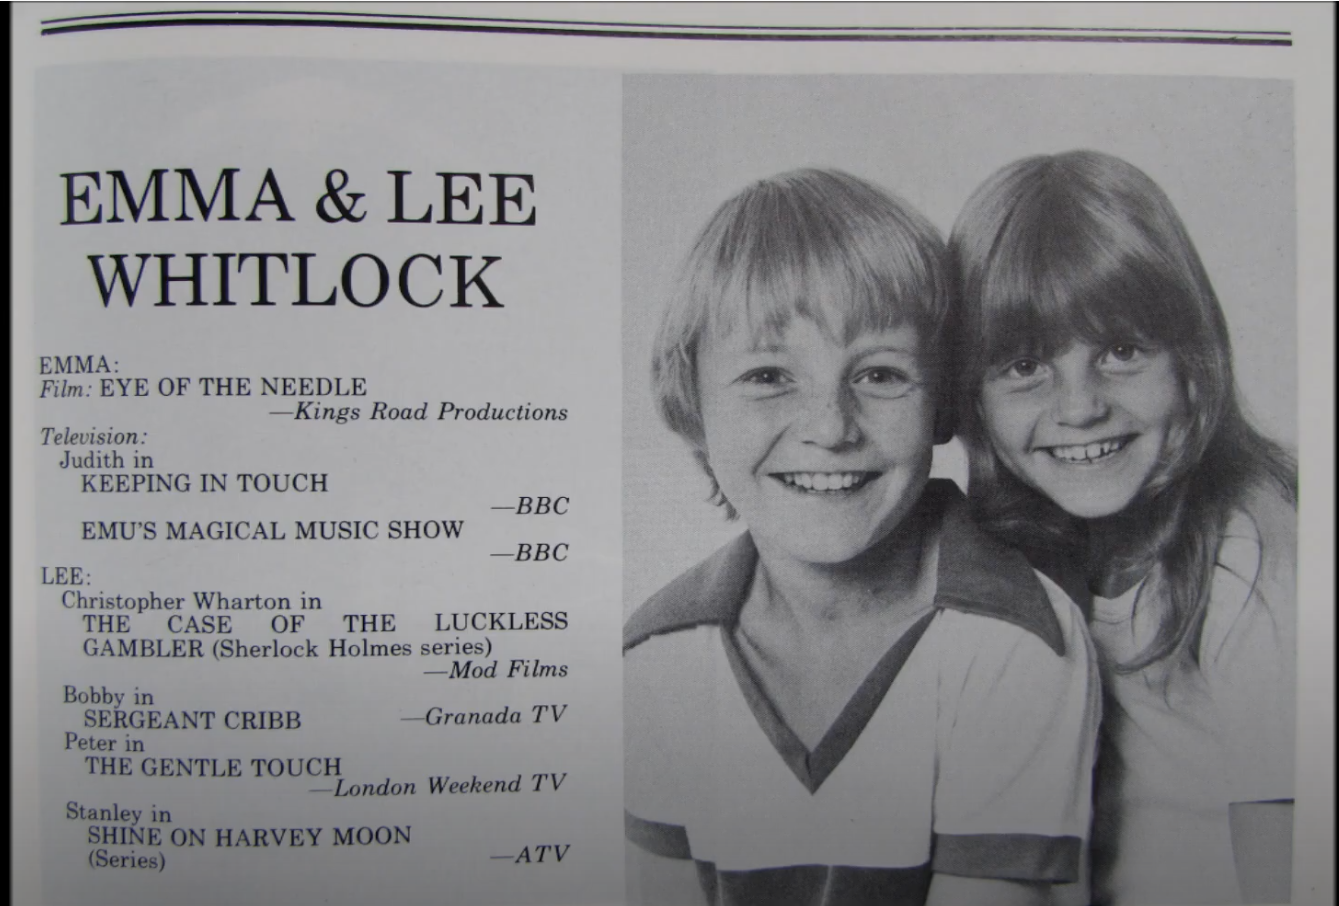 EMMA & LEE
WHITLOCK
EMMA:
Film: EYE OF THE NEEDLE
—Kings Road Productions
Television:
Judith in
KEEPING IN TOUCH
—BBC
EMU'S MAGICAL MUSIC SHOW
—BBC
LEE:
Christopher Wharton in
THE CASE OF THE LUCKLESS
GAMBLER (Sherlock Holmes series)
—Mod Films
Bobby in
SERGEANT CRIBB —Granada TV
Peter in
THE GENTLE TOUCH
—London Weekend TV
Stanley in
SHINE ON HARVEY MOON
(Series) —ATV